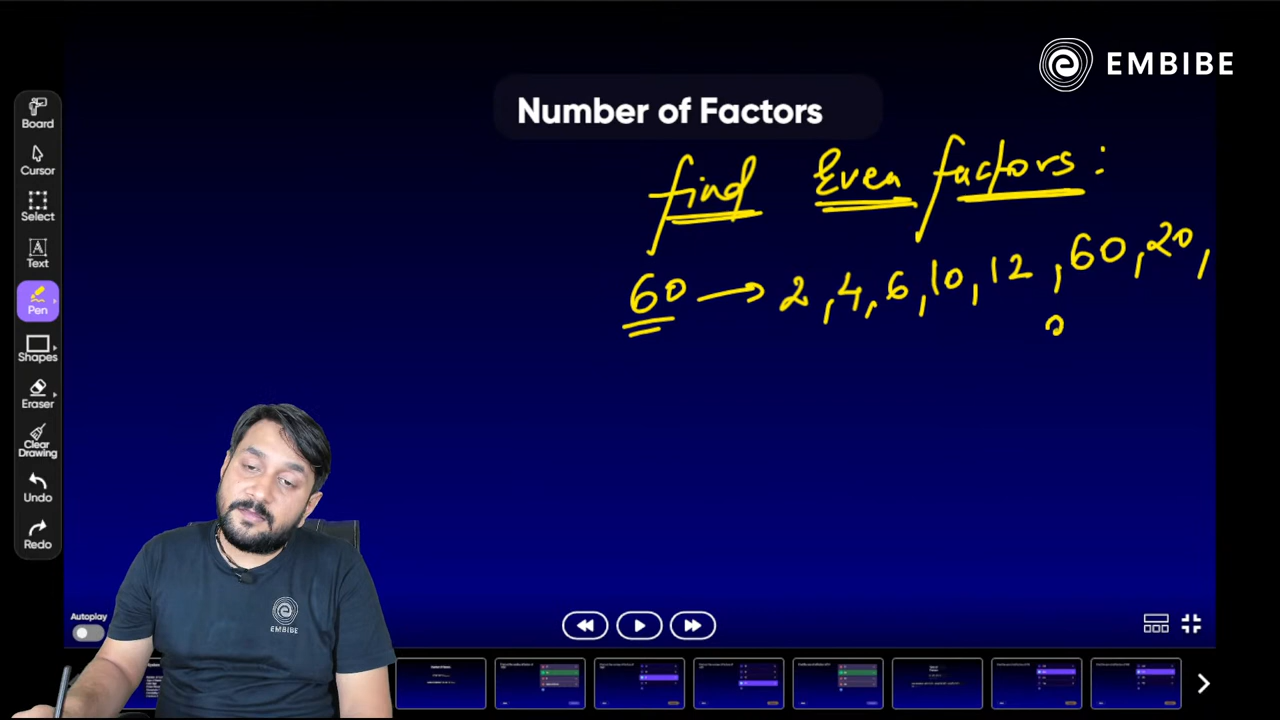 EMBIBE
Number of Factors
find Even factors:
60 → 2, 4, 6, 10, 12, 60, 20,
Board
Cursor
Select
Text
Pen
Shapes
Eraser
Clear
Drawing
Undo
Redo
EMBIBE
Autoplay